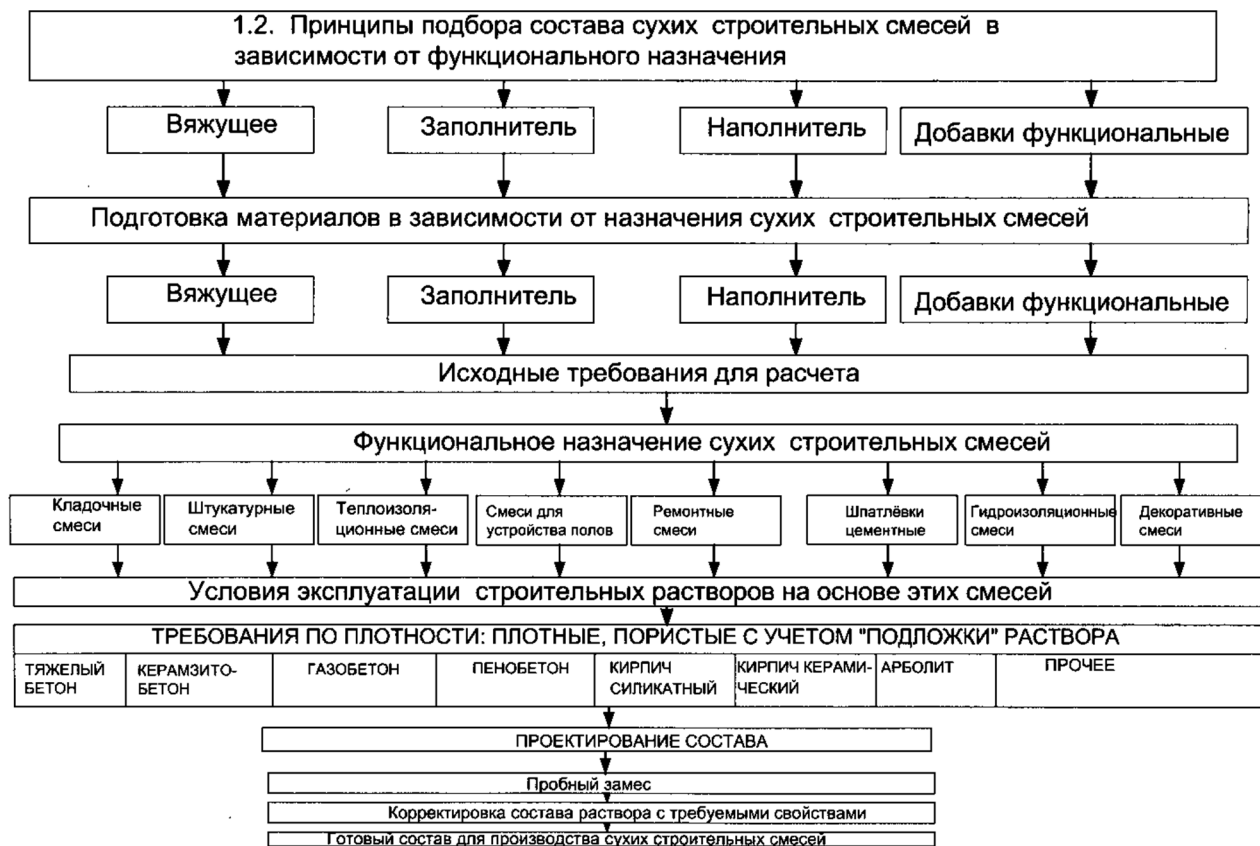 1.2. Принципы подбора состава сухих строительных смесей в
зависимости от функционального назначения
Вяжущее
Заполнитель
Наполнитель
Добавки функциональные
Подготовка материалов в зависимости от назначения сухих строительных смесей
Вяжущее
Заполнитель
Наполнитель
Добавки функциональные
Исходные требования для расчета
Функциональное назначение сухих строительных смесей
Кладочные
смеси
Штукатурные
смеси
Теплоизоля-
ционные смеси
Смеси для
устройства полов
Ремонтные
смеси
Шпатлёвки
цементные
Гидроизоляционные
смеси
Декоративные
смеси
Условия эксплуатации строительных растворов на основе этих смесей
ТРЕБОВАНИЯ ПО ПЛОТНОСТИ: ПЛОТНЫЕ, ПОРИСТЫЕ С УЧЕТОМ "ПОДЛОЖКИ" РАСТВОРА
ТЯЖЕЛЫЙ
БЕТОН
КЕРАМЗИТО-
БЕТОН
ГАЗОБЕТОН
ПЕНОБЕТОН
КИРПИЧ
СИЛИКАТНЫЙ
КИРПИЧ КЕРАМИ-
ЧЕСКИЙ
АРБОЛИТ
ПРОЧЕЕ
ПРОЕКТИРОВАНИЕ СОСТАВА
Пробный замес
Корректировка состава раствора с требуемыми свойствами
Готовый состав для производства сухих строительных смесей